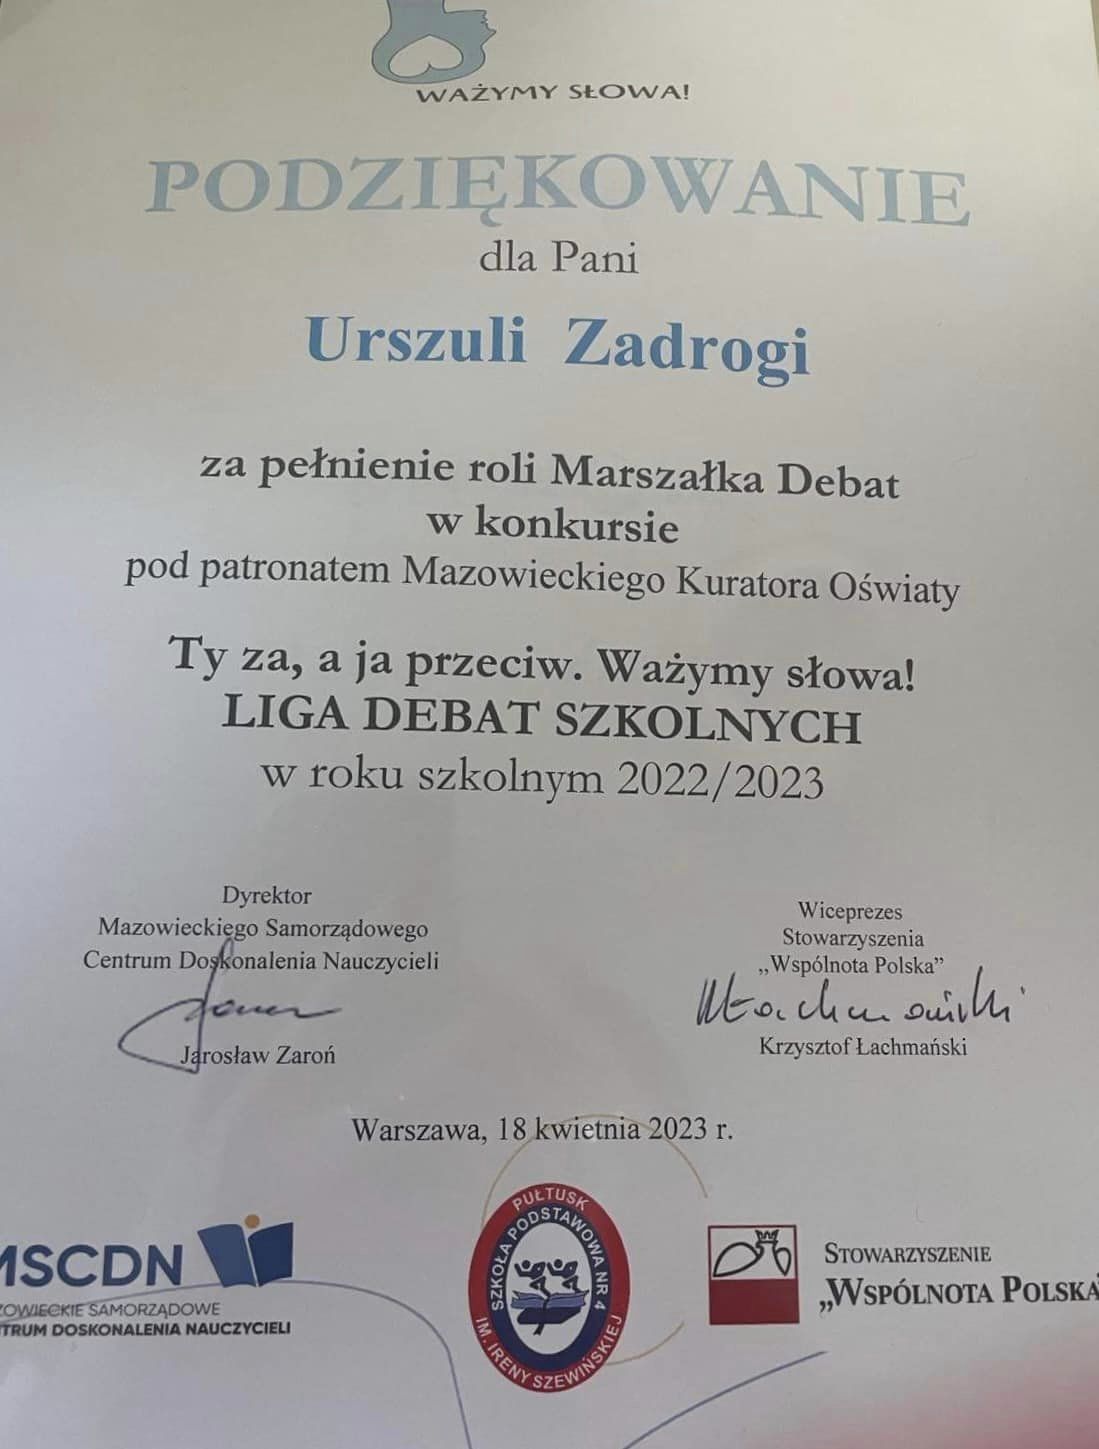 WAŻYMY SŁOWA!
PODZIĘKOWANIE
dla Pani
Urszuli Zadrogi
za pełnienie roli Marszałka Debat
w konkursie
pod patronatem Mazowieckiego Kuratora Oświaty
Ty za, a ja przeciw. Ważymy słowa!
LIGA DEBAT SZKOLNYCH
w roku szkolnym 2022/2023
Dyrektor
Mazowieckiego Samorządowego
Centrum Doskonalenia Nauczycieli
Jarosław Zaroń
Wiceprezes
Stowarzyszenia
„Wspólnota Polska”
Krzysztof Łachmański
Warszawa, 18 kwietnia 2023 r.
MSCDN
ZOWIECKIE SAMORZĄDOWE
TRUM DOSKONALENIA NAUCZYCIELI
PUŁTUSK
SZKOŁA PODSTAWOWA NR 4
IM. IRENY SZEWIŃSKIEJ
STOWARZYSZENIE
„WSPÓLNOTA POLSKA